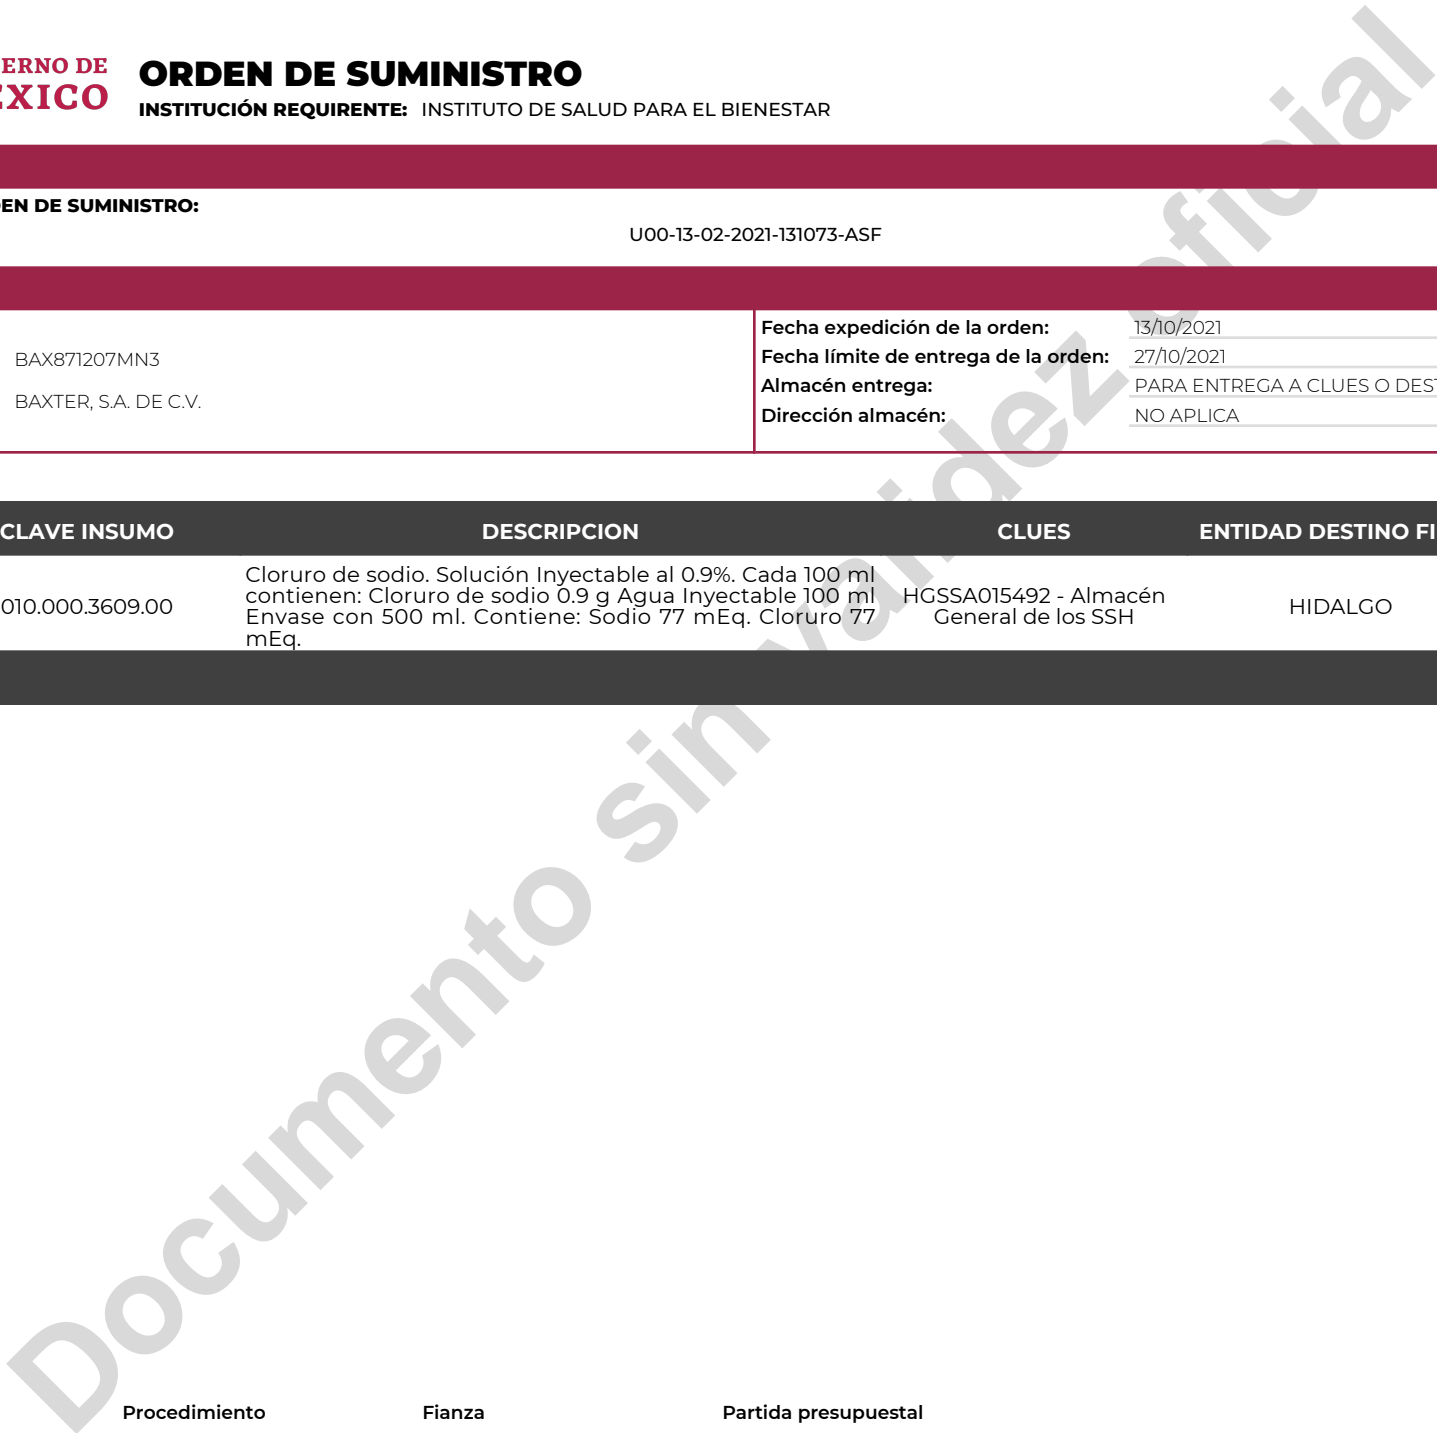 ERNO DE
ÉXICO
ORDEN DE SUMINISTRO
INSTITUCIÓN REQUIRENTE: INSTITUTO DE SALUD PARA EL BIENESTAR
EN DE SUMINISTRO:
U00-13-02-2021-131073-ASF
BAX871207MN3
BAXTER, S.A. DE C.V.
Fecha expedición de la orden: 13/10/2021
Fecha límite de entrega de la orden: 27/10/2021
Almacén entrega: PARA ENTREGA A CLUES O DEST
Dirección almacén: NO APLICA
CLAVE INSUMO DESCRIPCION CLUES ENTIDAD DESTINO FI
010.000.3609.00
Cloruro de sodio. Solución Inyectable al 0.9%. Cada 100 ml
contienen: Cloruro de sodio 0.9 g Agua Inyectable 100 ml
Envase con 500 ml. Contiene: Sodio 77 mEq. Cloruro 77
mEq.
HGSSA015492 - Almacén
General de los SSH
HIDALGO
Documento sin validez oficial
Procedimiento Fianza Partida presupuestal